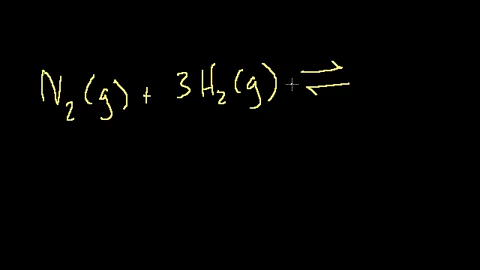 N₂(g) + 3H₂(g) ⇌